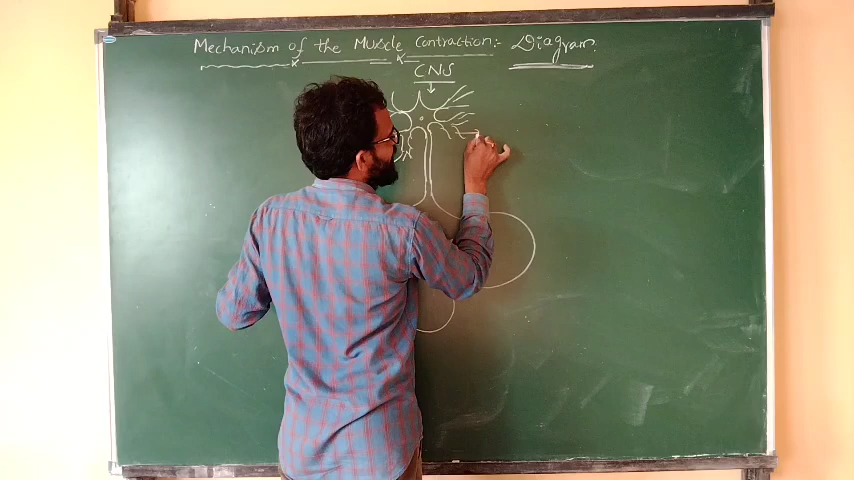 Mechanism of the Muscle Contraction:- Diagram.
CNS